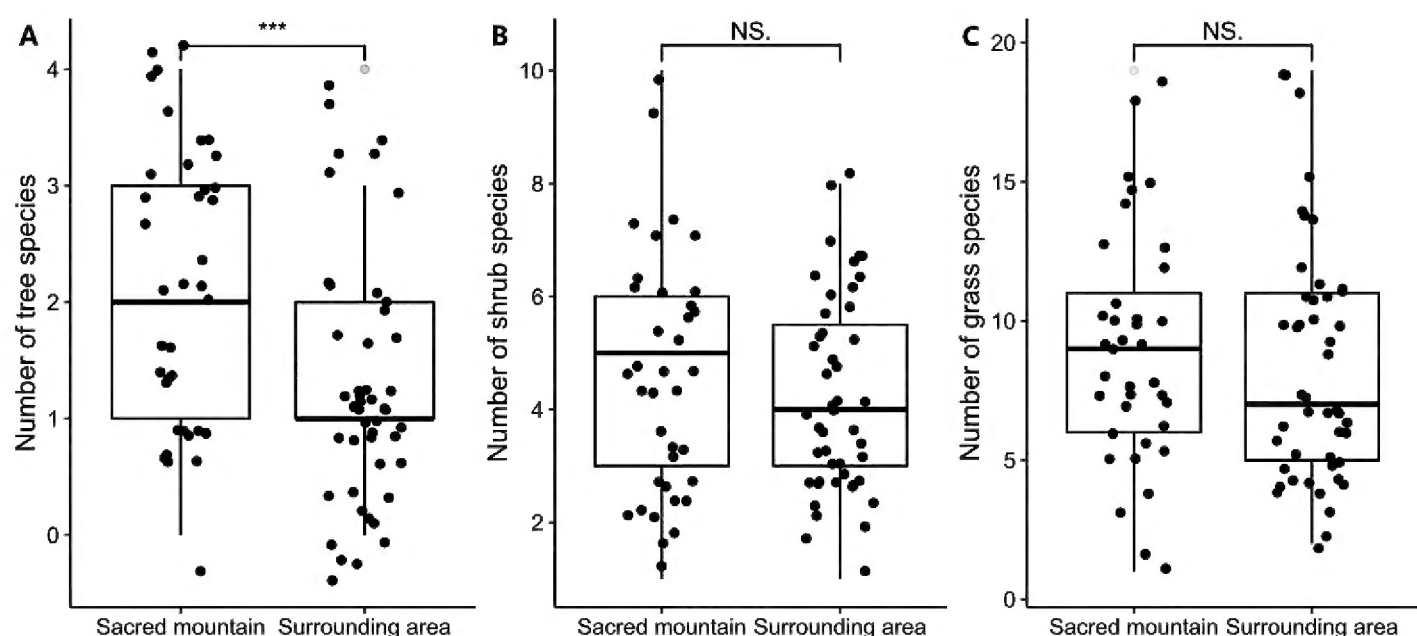 A
***
Number of tree species
4
3
2
1
0
Sacred mountain Surrounding area
B
NS.
Number of shrub species
10
8
6
4
2
Sacred mountain Surrounding area
C
NS.
Number of grass species
20
15
10
5
0
Sacred mountain Surrounding area